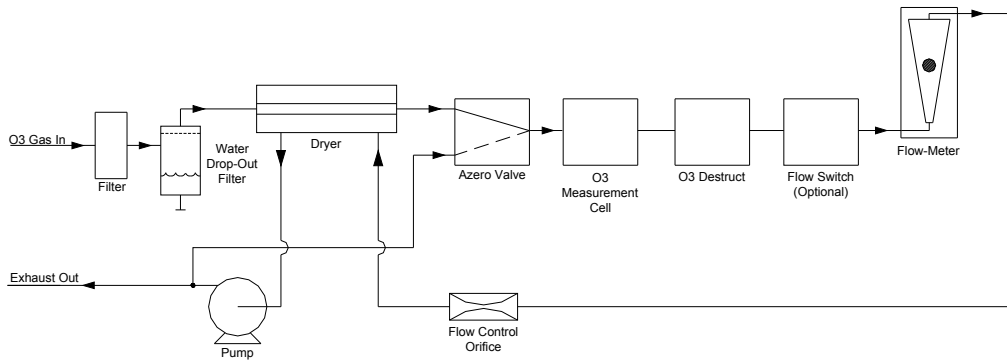 O3 Gas In
Filter
Water
Drop-Out
Filter
Dryer
Azero Valve
O3
Measurement
Cell
O3 Destruct
Flow Switch
(Optional)
Flow-Meter
Exhaust Out
Pump
Flow Control
Orifice